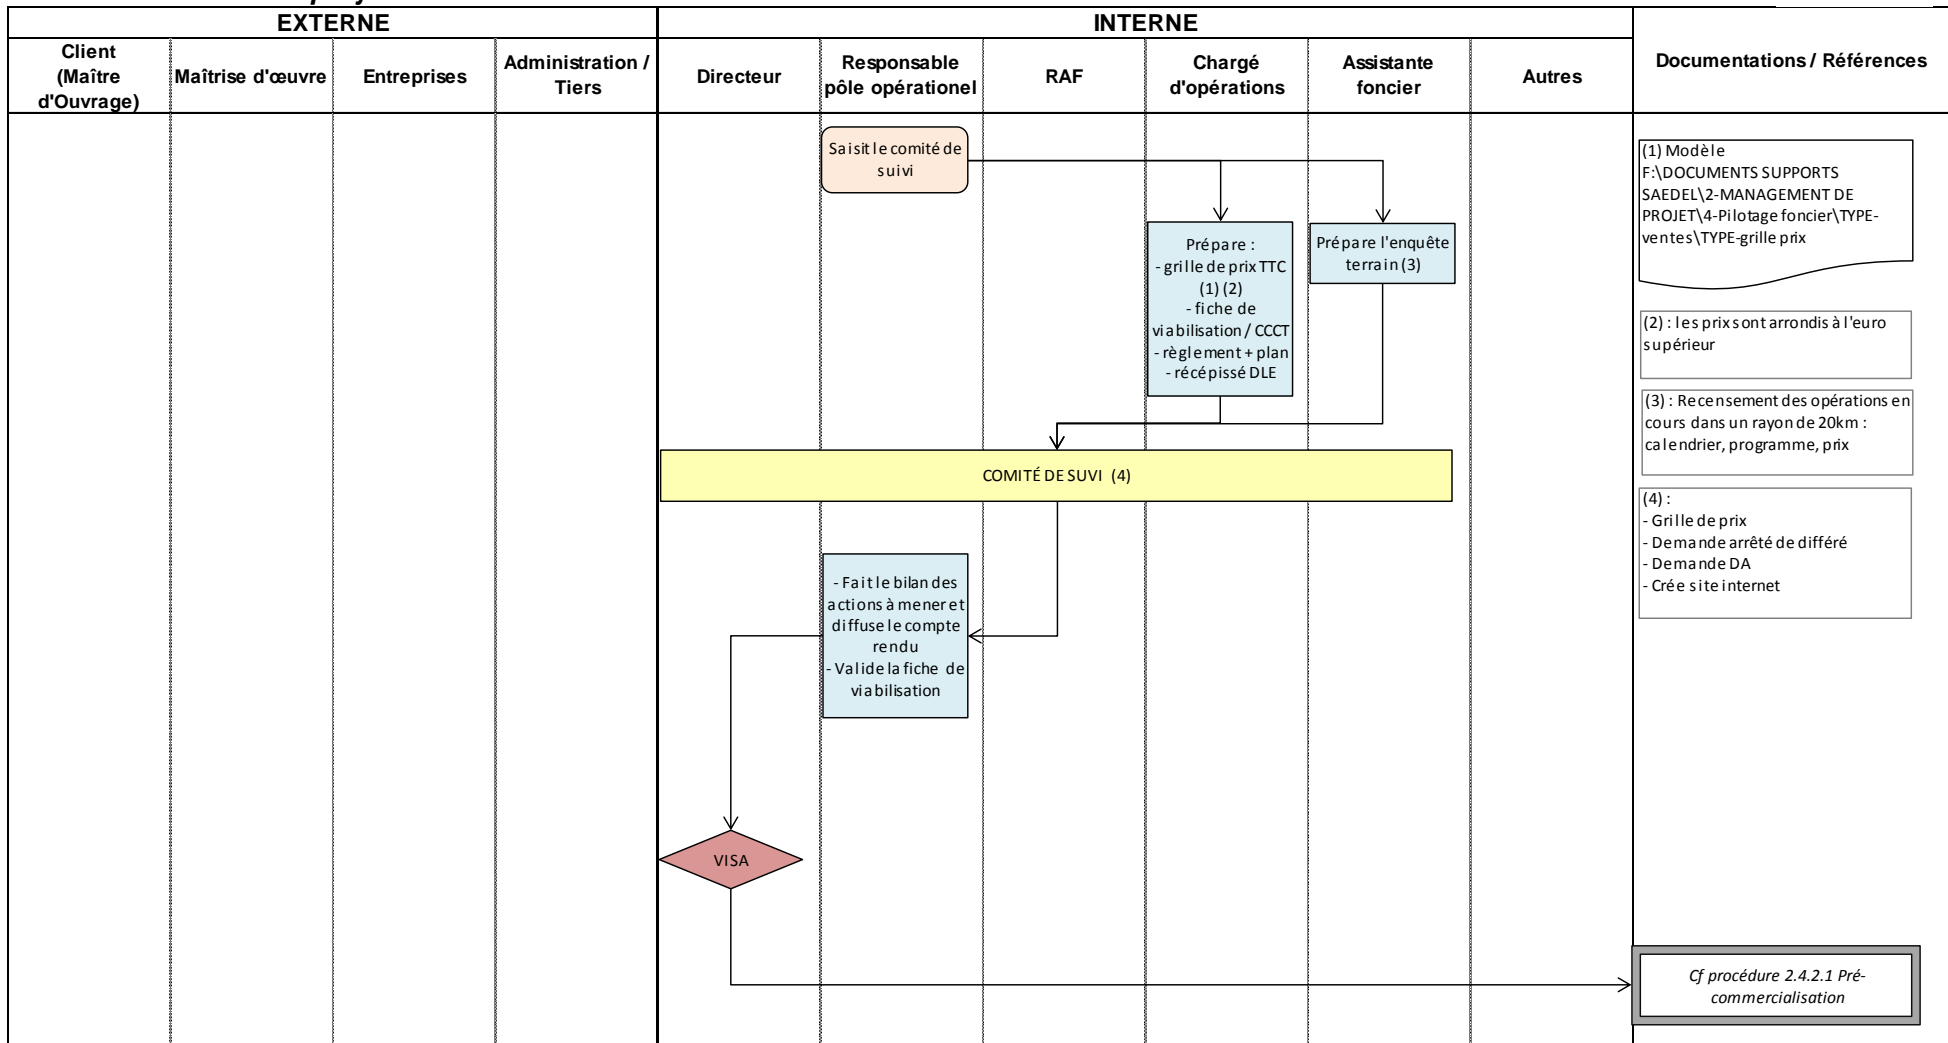 EXTERNE
INTERNE
Client
(Maître
d'Ouvrage)
Maîtrise d'œuvre
Entreprises
Administration /
Tiers
Directeur
Responsable
pôle opérationel
RAF
Chargé
d'opérations
Assistante
foncier
Autres
Documentations / Références
Saisit le comité de
suivi
Prépare :
- grille de prix TTC
(1) (2)
- fiche de
viabilisation / CCCT
- règlement + plan
- récépissé DLE
Prépare l'enquête
terrain (3)
COMITÉ DE SUVI (4)
- Fait le bilan des
actions à mener et
diffuse le compte
rendu
- Valide la fiche de
viabilisation
VISA
(1) Modèle
F:\DOCUMENTS SUPPORTS
SAEDEL\2-MANAGEMENT DE
PROJET\4-Pilotage foncier\TYPE-
ventes\TYPE-grille prix
(2) : les prix sont arrondis à l'euro
supérieur
(3) : Recensement des opérations en
cours dans un rayon de 20km :
calendrier, programme, prix
(4) :
- Grille de prix
- Demande arrêté de différé
- Demande DA
- Crée site internet
Cf procédure 2.4.2.1 Pré-
commercialisation